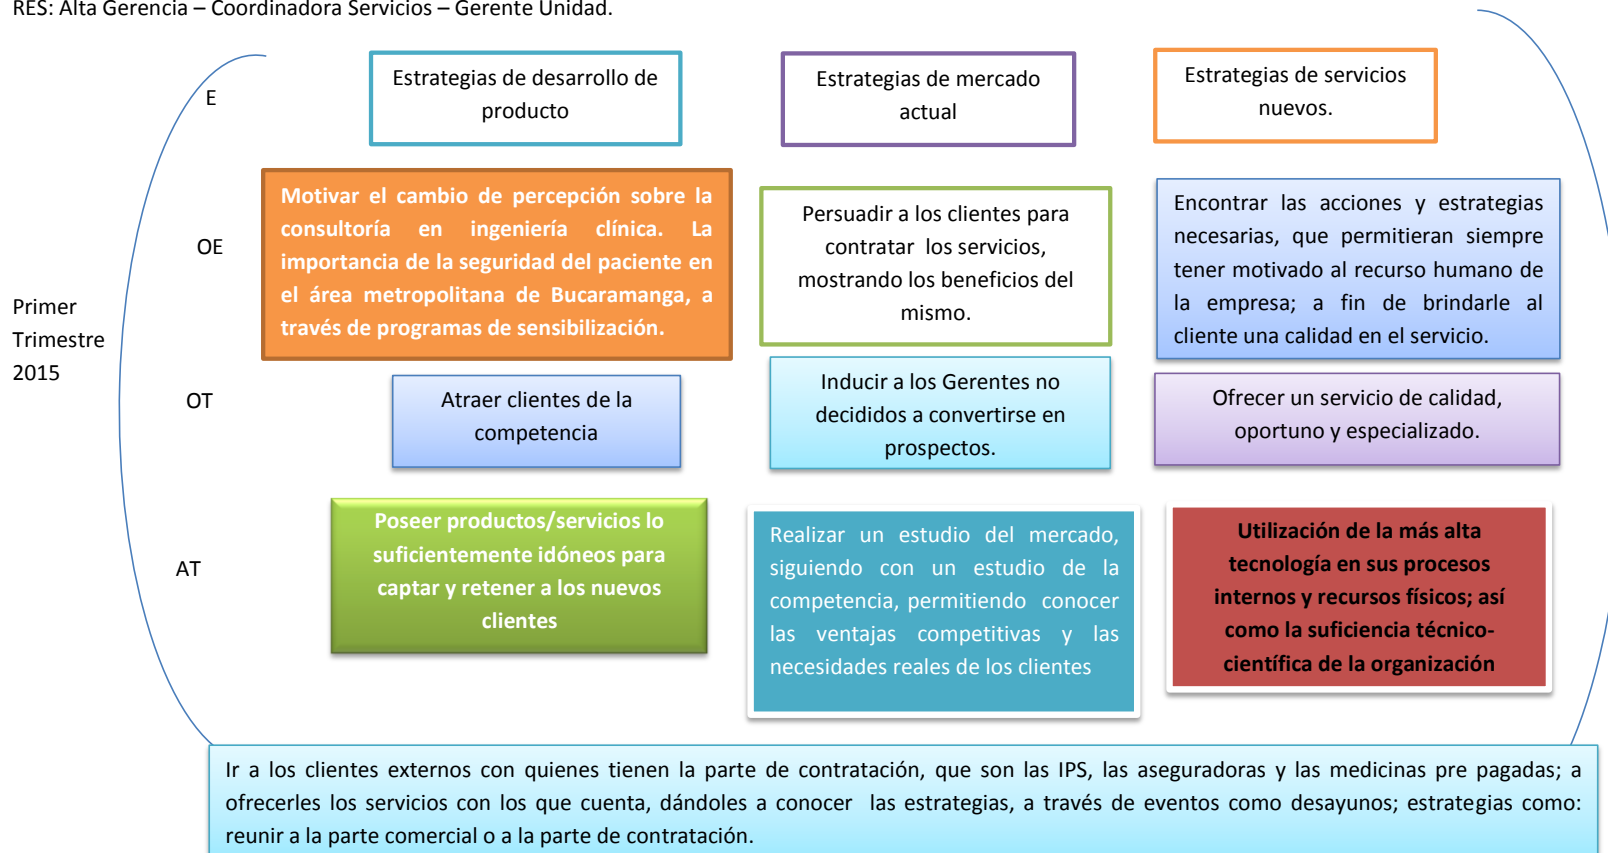 RES: Alta Gerencia – Coordinadora Servicios – Gerente Unidad.
E
Estrategias de desarrollo de
producto
Estrategias de mercado
actual
Estrategias de servicios
nuevos.
OE
Motivar el cambio de percepción sobre la
consultoría en ingeniería clínica. La
importancia de la seguridad del paciente en
el área metropolitana de Bucaramanga, a
través de programas de sensibilización.
Persuadir a los clientes para
contratar los servicios,
mostrando los beneficios del
mismo.
Encontrar las acciones y estrategias
necesarias, que permitieran siempre
tener motivado al recurso humano de
la empresa; a fin de brindarle al
cliente una calidad en el servicio.
Primer
Trimestre
2015
OT
Atraer clientes de la
competencia
Inducir a los Gerentes no
decididos a convertirse en
prospectos.
Ofrecer un servicio de calidad,
oportuno y especializado.
AT
Poseer productos/servicios lo
suficientemente idóneos para
captar y retener a los nuevos
clientes
Realizar un estudio del mercado,
siguiendo con un estudio de la
competencia, permitiendo conocer
las ventajas competitivas y las
necesidades reales de los clientes
Utilización de la más alta
tecnología en sus procesos
internos y recursos físicos; así
como la suficiencia técnico-
científica de la organización
Ir a los clientes externos con quienes tienen la parte de contratación, que son las IPS, las aseguradoras y las medicinas pre pagadas; a
ofrecerles los servicios con los que cuenta, dándoles a conocer las estrategias, a través de eventos como desayunos; estrategias como:
reunir a la parte comercial o a la parte de contratación.